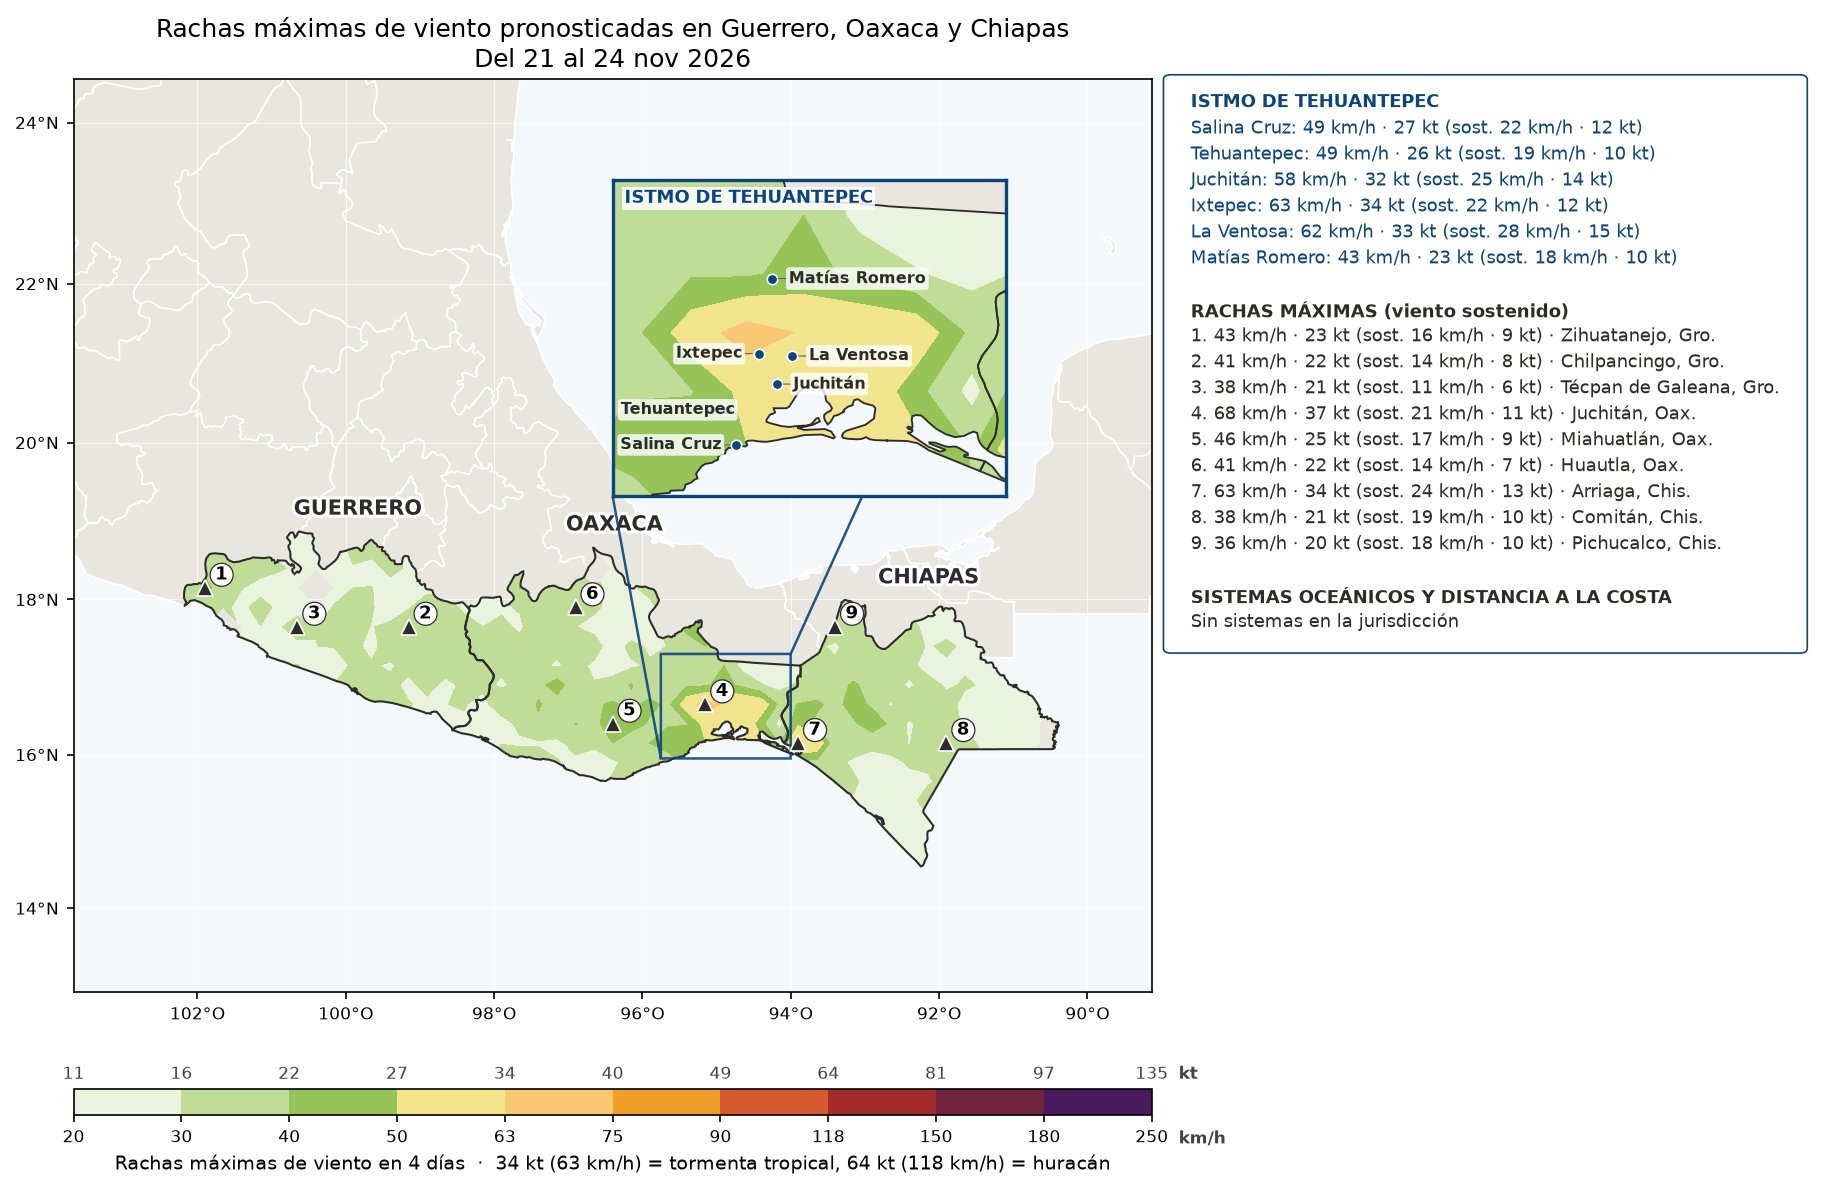 Rachas máximas de viento pronosticadas en Guerrero, Oaxaca y Chiapas
Del 21 al 24 nov 2026
24°N
22°N
20°N
18°N
16°N
14°N
102°O
100°O
98°O
96°O
94°O
92°O
90°O
GUERRERO
OAXACA
CHIAPAS
1
2
3
4
5
6
7
8
9
ISTMO DE TEHUANTEPEC
Matías Romero
Ixtepec
La Ventosa
Juchitán
Tehuantepec
Salina Cruz
ISTMO DE TEHUANTEPEC
Salina Cruz: 49 km/h · 27 kt (sost. 22 km/h · 12 kt)
Tehuantepec: 49 km/h · 26 kt (sost. 19 km/h · 10 kt)
Juchitán: 58 km/h · 32 kt (sost. 25 km/h · 14 kt)
Ixtepec: 63 km/h · 34 kt (sost. 22 km/h · 12 kt)
La Ventosa: 62 km/h · 33 kt (sost. 28 km/h · 15 kt)
Matías Romero: 43 km/h · 23 kt (sost. 18 km/h · 10 kt)
RACHAS MÁXIMAS (viento sostenido)
1. 43 km/h · 23 kt (sost. 16 km/h · 9 kt) · Zihuatanejo, Gro.
2. 41 km/h · 22 kt (sost. 14 km/h · 8 kt) · Chilpancingo, Gro.
3. 38 km/h · 21 kt (sost. 11 km/h · 6 kt) · Técpan de Galeana, Gro.
4. 68 km/h · 37 kt (sost. 21 km/h · 11 kt) · Juchitán, Oax.
5. 46 km/h · 25 kt (sost. 17 km/h · 9 kt) · Miahuatlán, Oax.
6. 41 km/h · 22 kt (sost. 14 km/h · 7 kt) · Huautla, Oax.
7. 63 km/h · 34 kt (sost. 24 km/h · 13 kt) · Arriaga, Chis.
8. 38 km/h · 21 kt (sost. 19 km/h · 10 kt) · Comitán, Chis.
9. 36 km/h · 20 kt (sost. 18 km/h · 10 kt) · Pichucalco, Chis.
SISTEMAS OCEÁNICOS Y DISTANCIA A LA COSTA
Sin sistemas en la jurisdicción
11 16 22 27 34 40 49 64 81 97 135 kt
20 30 40 50 63 75 90 118 150 180 250 km/h
Rachas máximas de viento en 4 días · 34 kt (63 km/h) = tormenta tropical, 64 kt (118 km/h) = huracán